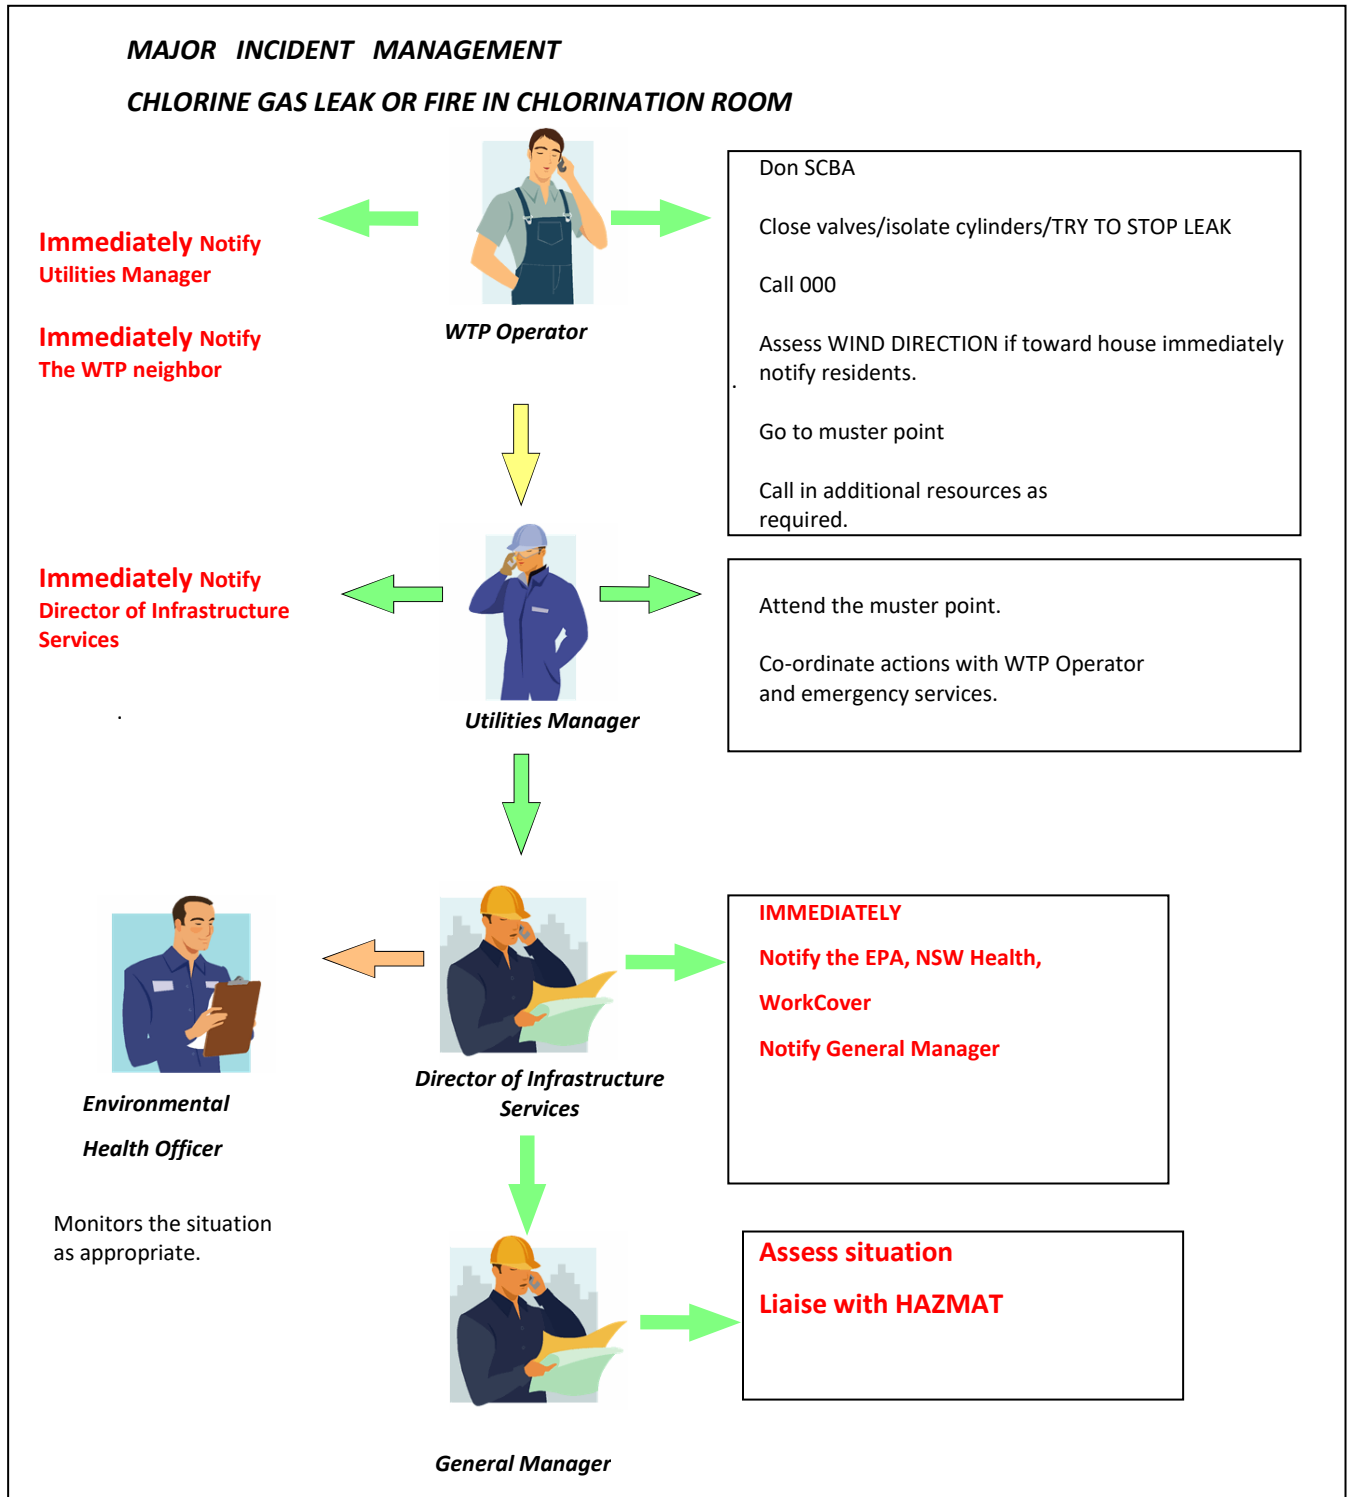 MAJOR INCIDENT MANAGEMENT
CHLORINE GAS LEAK OR FIRE IN CHLORINATION ROOM
Immediately Notify
Utilities Manager
Immediately Notify
The WTP neighbor
WTP Operator
Don SCBA
Close valves/isolate cylinders/TRY TO STOP LEAK
Call 000
Assess WIND DIRECTION if toward house immediately
notify residents.
.
Go to muster point
Call in additional resources as
required.
Immediately Notify
Director of Infrastructure
Services
.
Utilities Manager
Attend the muster point.
Co-ordinate actions with WTP Operator
and emergency services.
Environmental
Health Officer
Monitors the situation
as appropriate.
Director of Infrastructure
Services
IMMEDIATELY
Notify the EPA, NSW Health,
WorkCover
Notify General Manager
General Manager
Assess situation
Liaise with HAZMAT